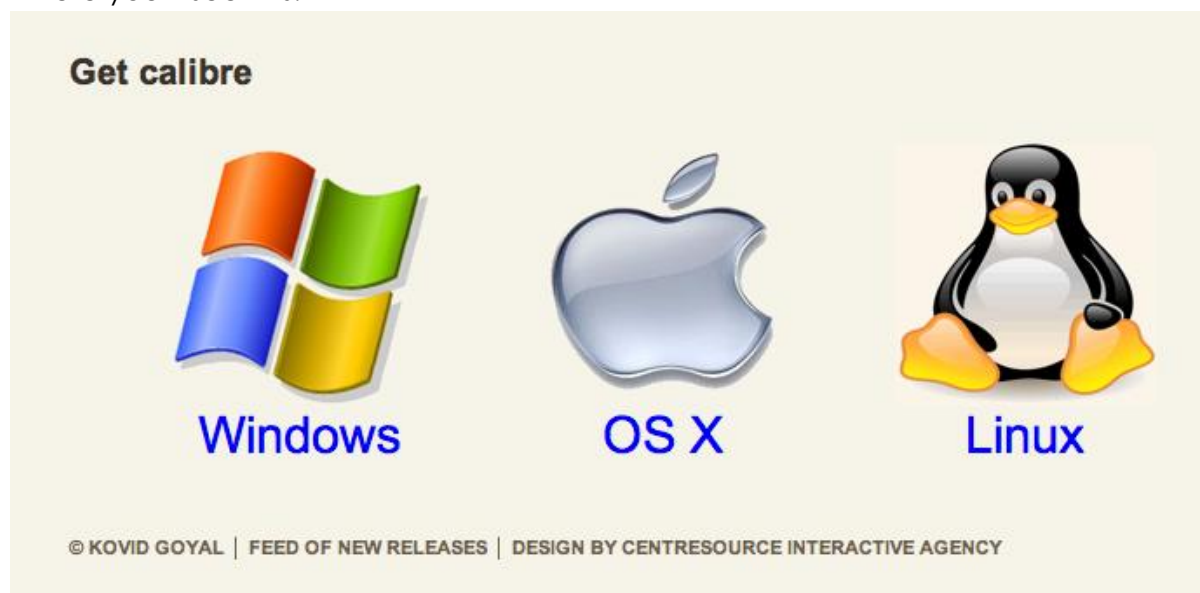 Get calibre
Windows OS X Linux
© KOVID GOYAL | FEED OF NEW RELEASES | DESIGN BY CENTRESOURCE INTERACTIVE AGENCY